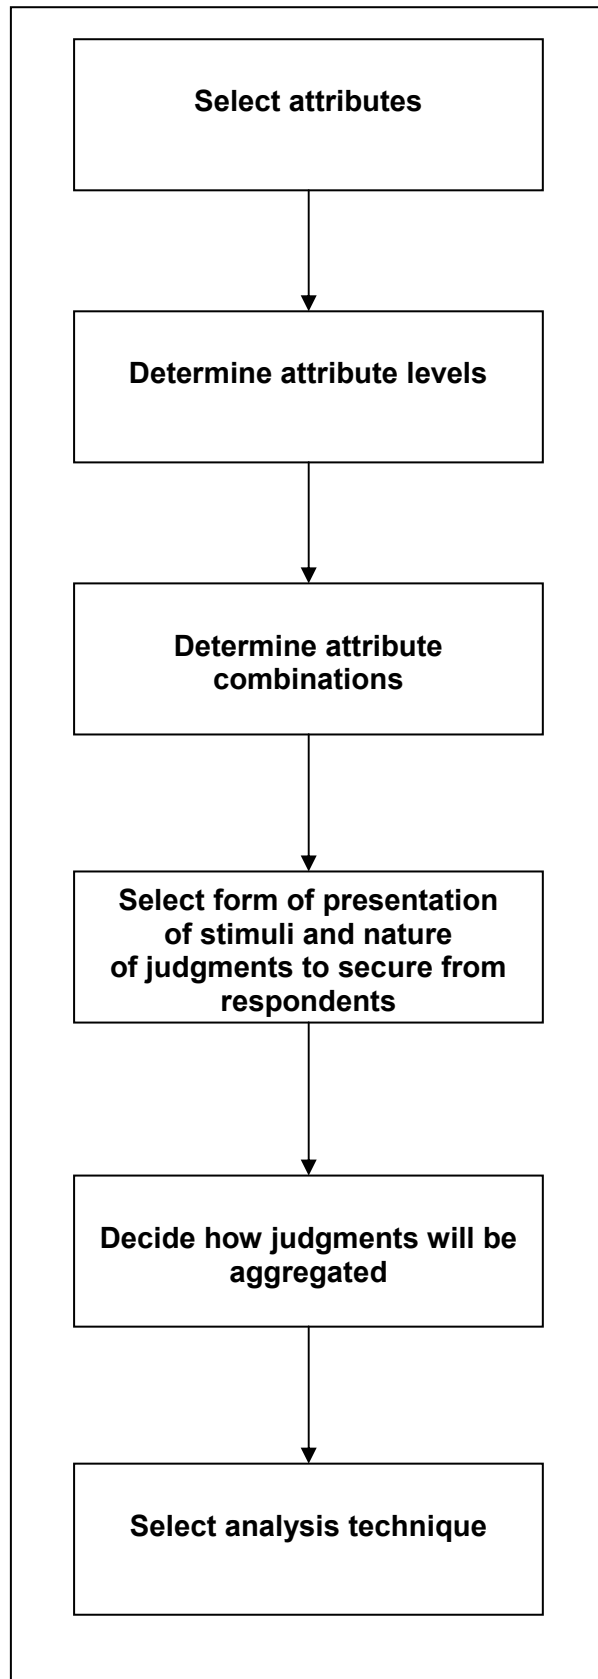 Select attributes
Determine attribute levels
Determine attribute
combinations
Select form of presentation
of stimuli and nature
of judgments to secure from
respondents
Decide how judgments will be
aggregated
Select analysis technique